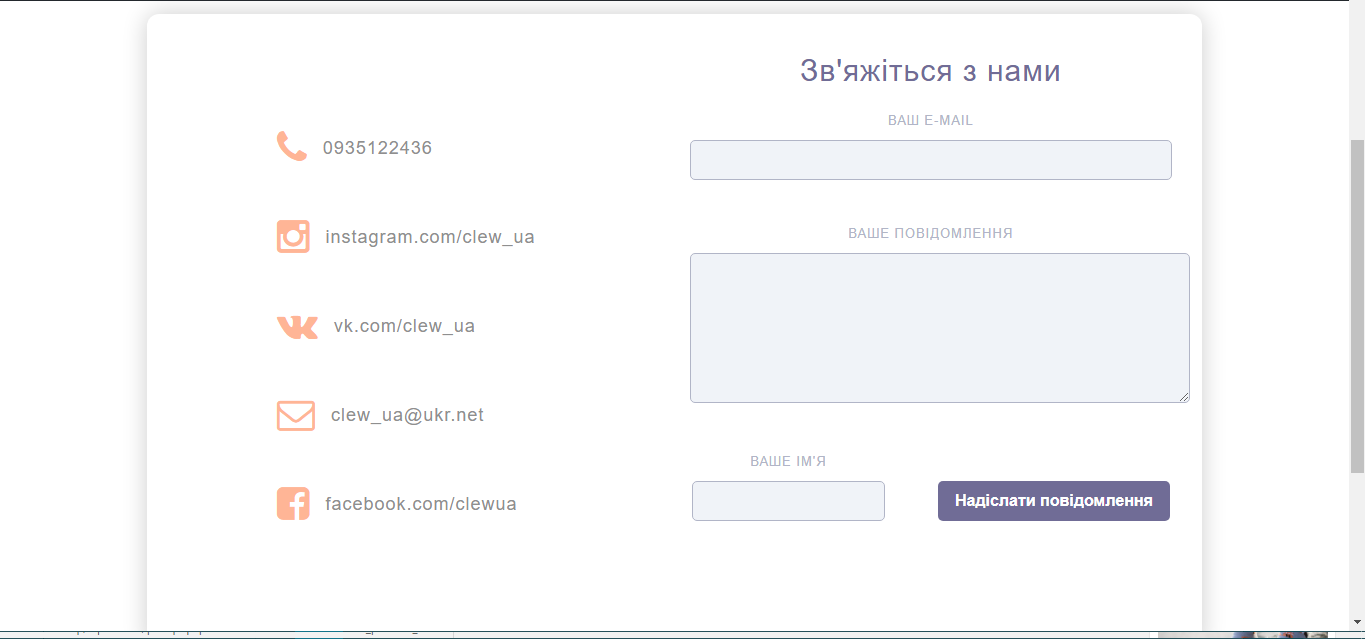 Зв'яжіться з нами
0935122436
instagram.com/clew_ua
vk.com/clew_ua
clew_ua@ukr.net
facebook.com/clewua
ВАШ E-MAIL
ВАШЕ ПОВІДОМЛЕННЯ
ВАШЕ ІМ'Я
Надіслати повідомлення